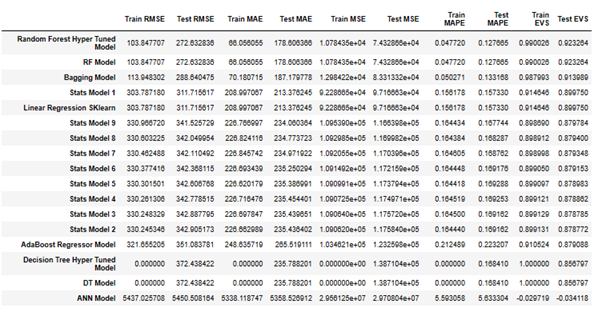 Train RMSE Test RMSE Train MAE Test MAE Train MSE Test MSE Train MAPE Test MAPE Train EVS Test EVS
Random Forest Hyper Tuned Model 103.847707 272.632836 66.056055 178.606366 1.078435e+04 7.432866e+04 0.047720 0.127665 0.990026 0.923264
RF Model 103.847707 272.632836 66.056055 178.606366 1.078435e+04 7.432866e+04 0.047720 0.127665 0.990026 0.923264
Bagging Model 113.948302 288.640475 70.180715 187.179778 1.298422e+04 8.331332e+04 0.050271 0.133168 0.987993 0.913989
Stats Model 1 303.787180 311.715617 208.997067 213.376245 9.228665e+04 9.716663e+04 0.156178 0.157330 0.914646 0.899750
Linear Regression SKlearn 303.787180 311.715617 208.997067 213.376245 9.228665e+04 9.716663e+04 0.156178 0.157330 0.914646 0.899750
Stats Model 9 330.966720 341.525729 226.766997 234.060364 1.095390e+05 1.166398e+05 0.164434 0.167744 0.898690 0.879784
Stats Model 8 330.603225 342.049954 226.824116 234.773723 1.092985e+05 1.169982e+05 0.164384 0.168287 0.898912 0.879400
Stats Model 7 330.462488 342.110492 226.845742 234.971922 1.092055e+05 1.170396e+05 0.164605 0.168762 0.898998 0.879348
Stats Model 6 330.377416 342.368115 226.693439 235.250294 1.091492e+05 1.172159e+05 0.164448 0.169176 0.899050 0.879153
Stats Model 5 330.301501 342.606768 226.620179 235.386991 1.090991e+05 1.173794e+05 0.164418 0.169288 0.899097 0.878983
Stats Model 4 330.261306 342.778515 226.716476 235.454401 1.090725e+05 1.174971e+05 0.164519 0.169253 0.899121 0.878862
Stats Model 3 330.248329 342.887795 226.697847 235.439651 1.090640e+05 1.175720e+05 0.164500 0.169162 0.899129 0.878785
Stats Model 2 330.245346 342.905173 226.662989 235.436402 1.090620e+05 1.175840e+05 0.164440 0.169162 0.899131 0.878772
AdaBoost Regressor Model 321.655205 351.083781 248.635719 265.519111 1.034621e+05 1.232598e+05 0.212489 0.223207 0.910524 0.879088
Decision Tree Hyper Tuned Model 0.000000 372.438422 0.000000 235.788201 0.000000e+00 1.387104e+05 0.000000 0.168410 1.000000 0.856797
DT Model 0.000000 372.438422 0.000000 235.788201 0.000000e+00 1.387104e+05 0.000000 0.168410 1.000000 0.856797
ANN Model 5437.025708 5450.508164 5338.118747 5358.526912 2.956125e+07 2.970804e+07 5.593058 5.633304 -0.029719 -0.034118